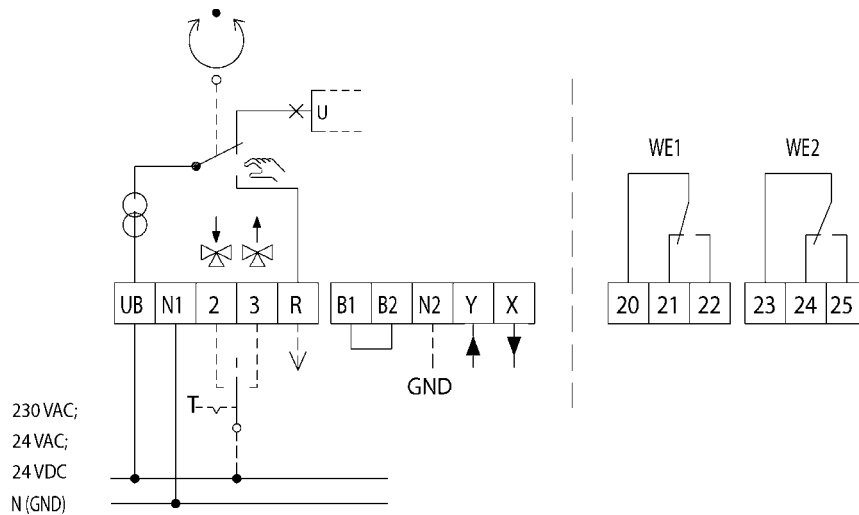 U
WE1 WE2
UB N1 2 3 R B1 B2 N2 Y X 20 21 22 23 24 25
GND
T
230 VAC;
24 VAC;
24 VDC
N (GND)